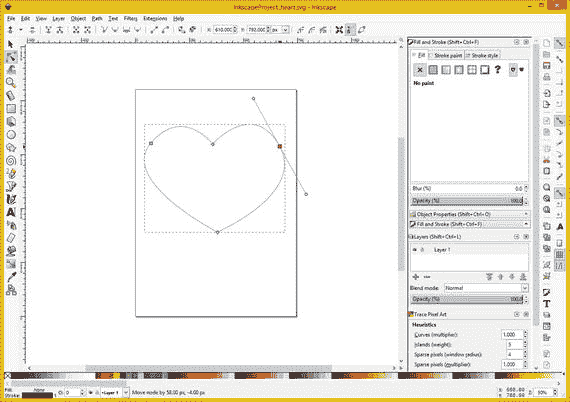 InkscapeProject_heart.svg - Inkscape
File Edit View Layer Object Path Text Filters Extensions Help
X: 610.000 Y: 792.000 px
Fill and Stroke (Shift+Ctrl+F)
Fill Stroke paint Stroke style
No paint
Blur (%) 0.0
Opacity (%) 100.0
Object Properties (Shift+Ctrl+O)
Fill and Stroke (Shift+Ctrl+F)
Layers (Shift+Ctrl+L)
Layer 1
Blend mode: Normal
Opacity (%) 100.0
Trace Pixel Art
Heuristics
Curves (multiplier): 1.000
Islands (weight): 5
Sparse pixels (window radius): 4
Sparse pixels (multiplier): 1.000
Fill: None
Stroke: O: 0 Layer 1 Move node by 58.00 px, -4.00 px
X: 660.00
Y: 760.00
Z: 50%